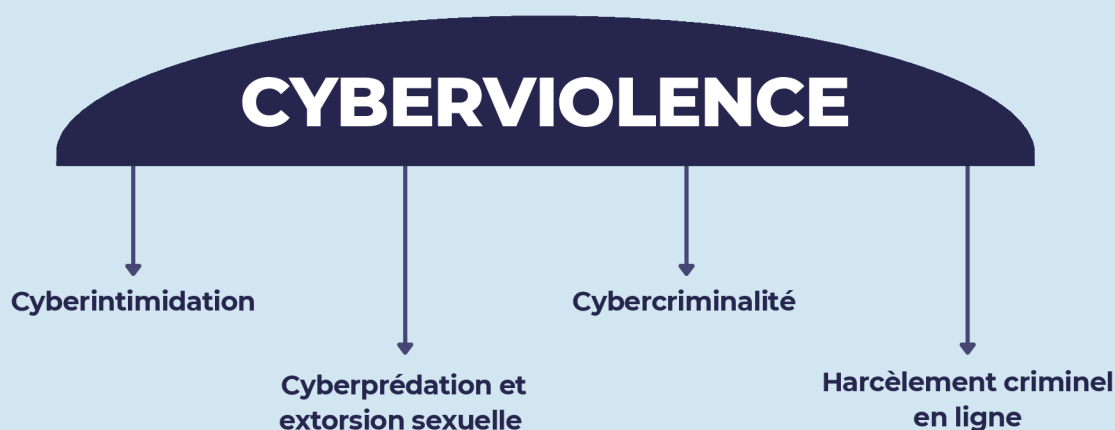 CYBERVIOLENCE
Cyberintimidation
Cyberprédation et
extorsion sexuelle
Cybercriminalité
Harcèlement criminel
en ligne